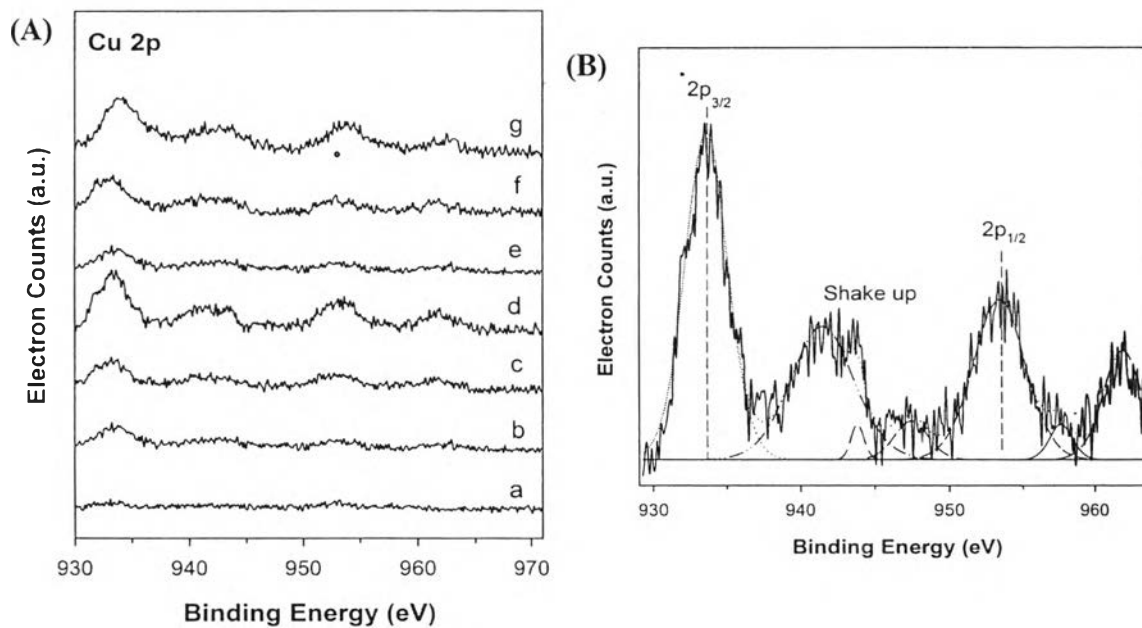 (A)
Cu 2p
g
f
e
d
c
b
a
Electron Counts (a.u.)
930 940 950 960 970
Binding Energy (eV)
(B)
2p3/2
Shake up
2p1/2
Electron Counts (a.u.)
930 940 950 960
Binding Energy (eV)